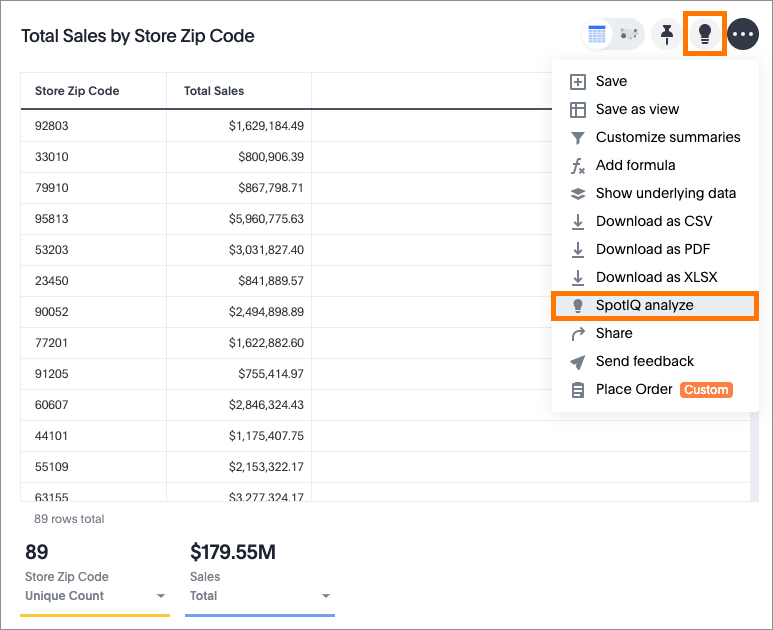 Total Sales by Store Zip Code
Store Zip Code Total Sales
92803 $1,629,184.49
33010 $800,906.39
79910 $867,798.71
95813 $5,960,775.63
53203 $3,031,827.40
23450 $841,889.57
90052 $2,494,898.89
77201 $1,622,882.60
91205 $755,414.97
60607 $2,846,324.43
44101 $1,175,407.75
55109 $2,153,322.17
63155 $3,277,324.17
89 rows total
89
Store Zip Code
Unique Count
$179.55M
Sales
Total
Save
Save as view
Customize summaries
Add formula
Show underlying data
Download as CSV
Download as PDF
Download as XLSX
SpotIQ analyze
Share
Send feedback
Place Order Custom